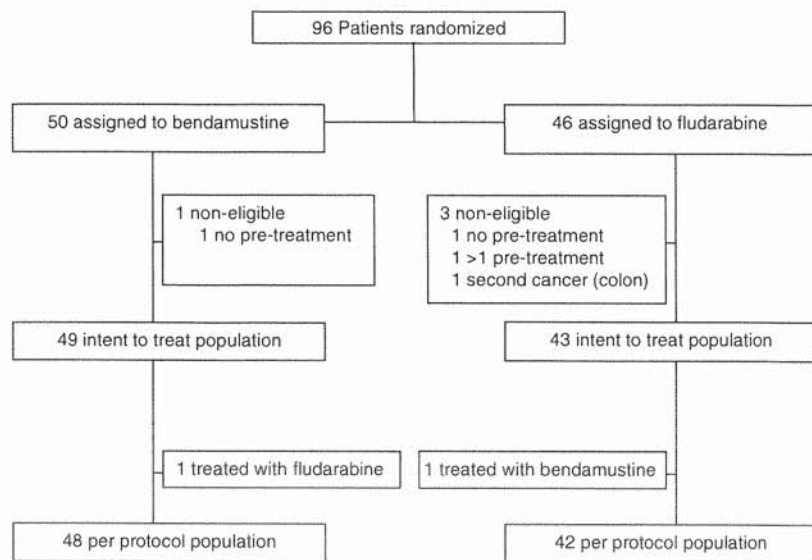 96 Patients randomized
50 assigned to bendamustine
46 assigned to fludarabine
1 non-eligible
1 no pre-treatment
3 non-eligible
1 no pre-treatment
1 >1 pre-treatment
1 second cancer (colon)
49 intent to treat population
43 intent to treat population
1 treated with fludarabine
1 treated with bendamustine
48 per protocol population
42 per protocol population